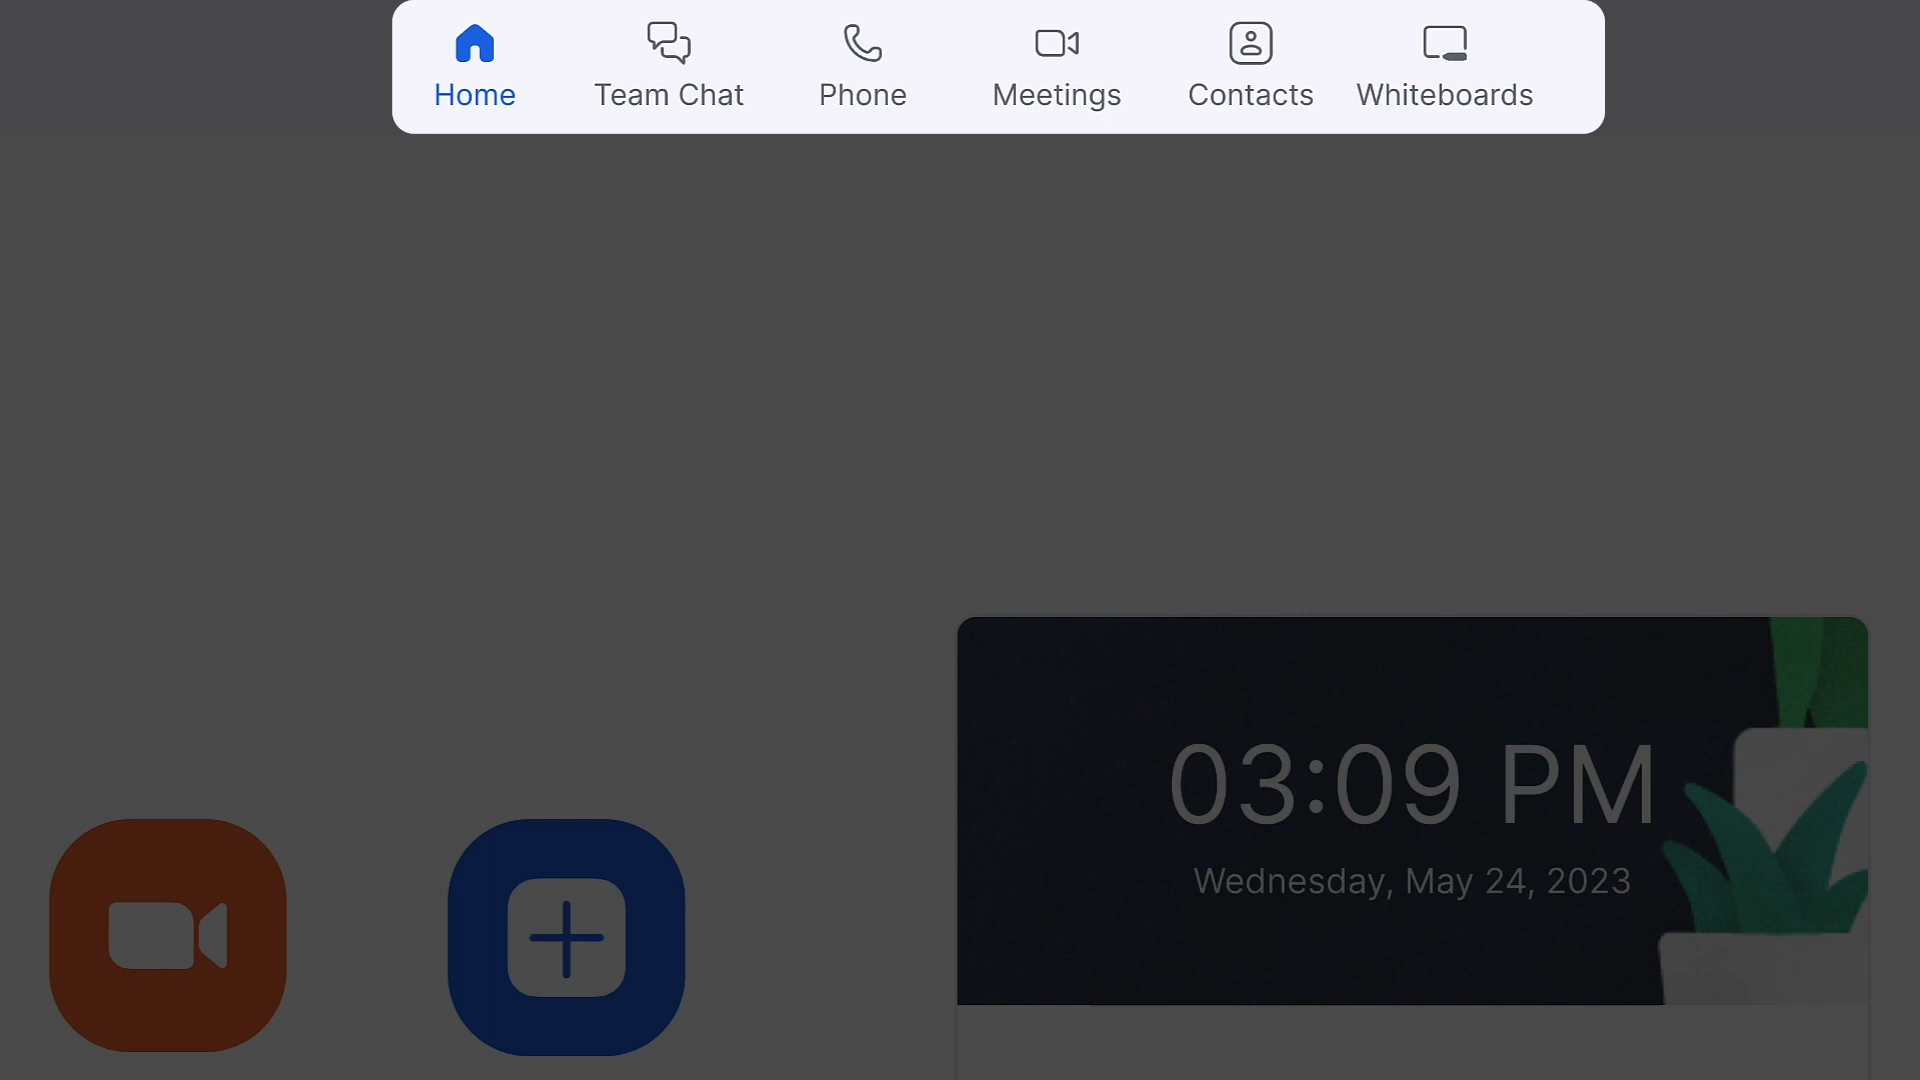 Home
Team Chat
Phone
Meetings
Contacts
Whiteboards
03:09 PM
Wednesday, May 24, 2023